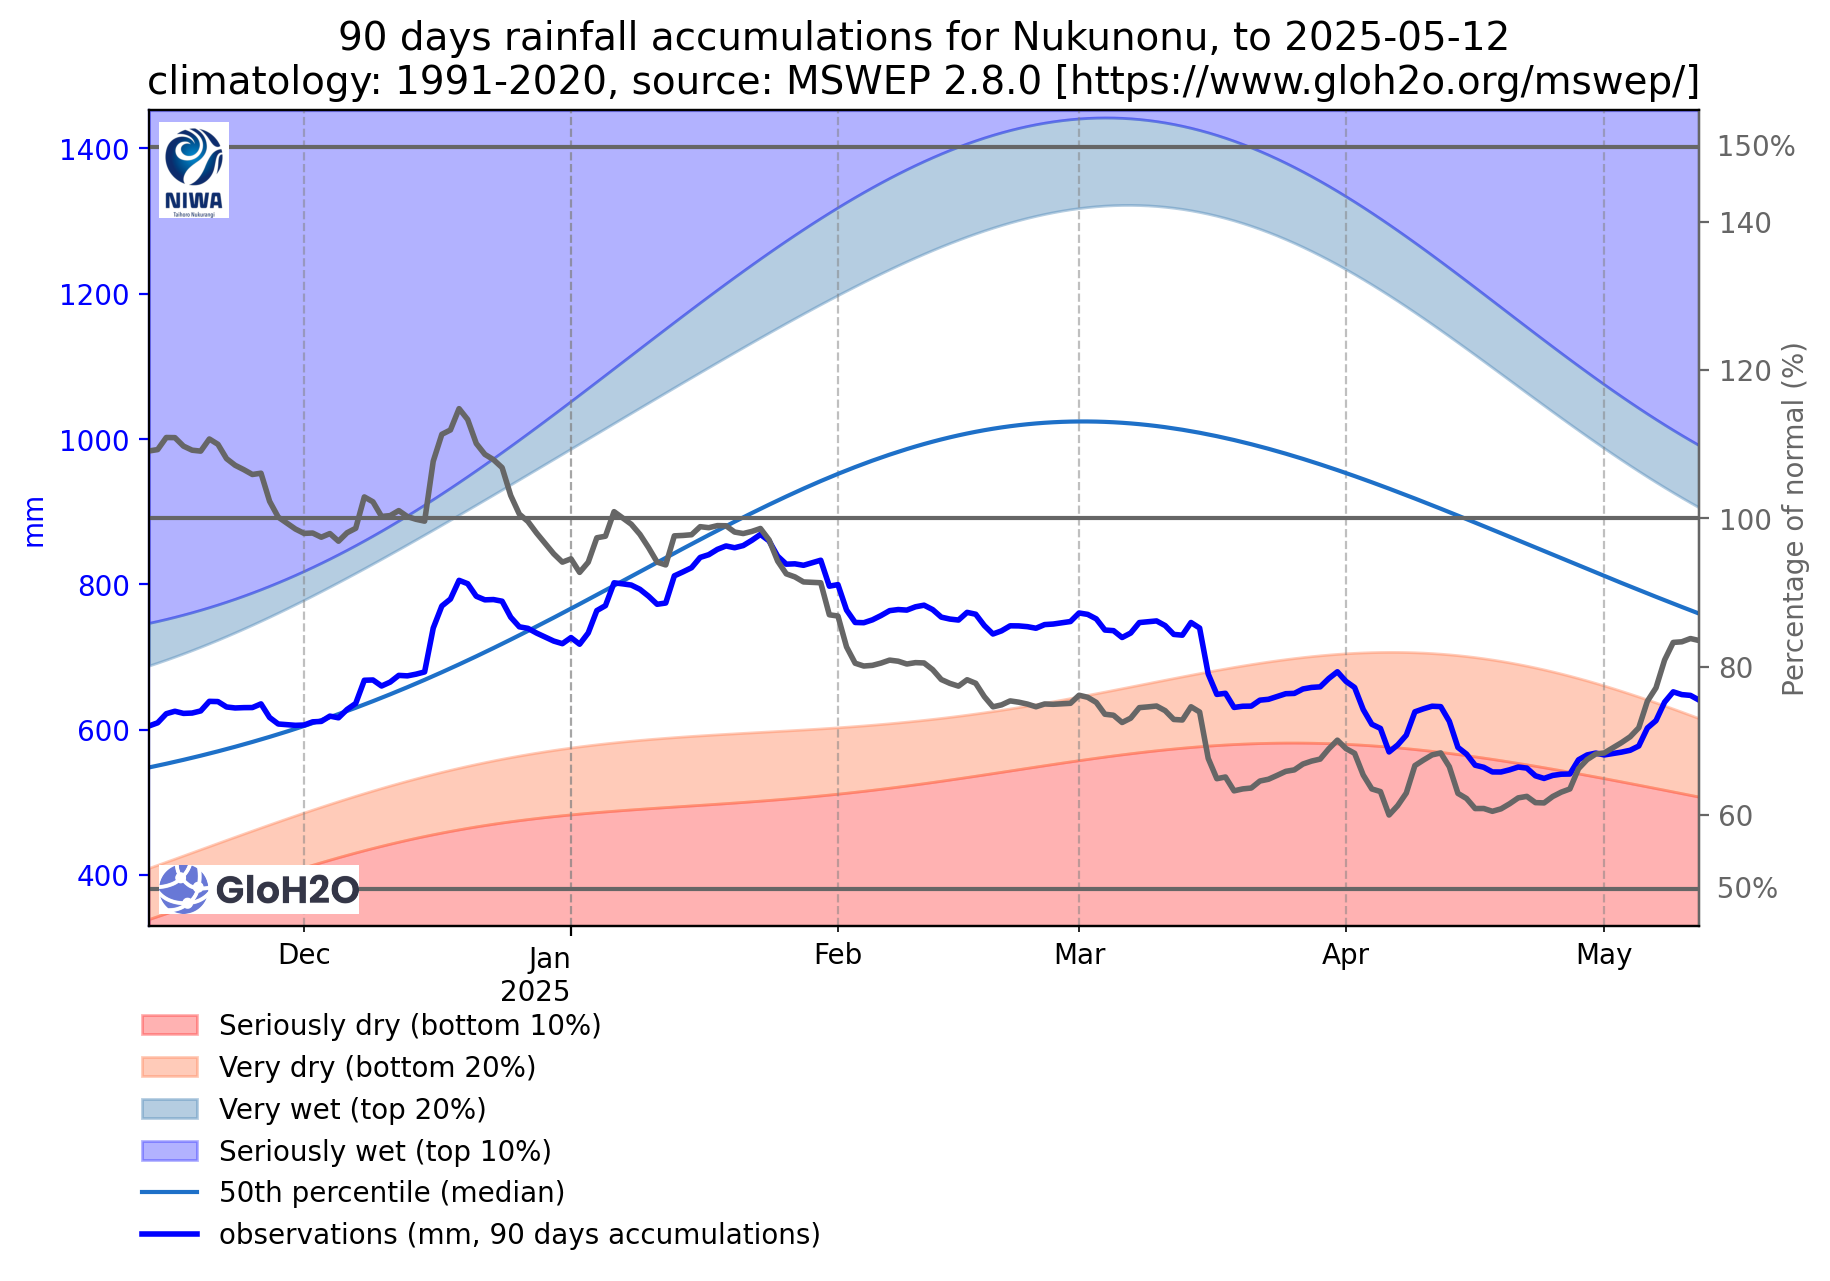 90 days rainfall accumulations for Nukunonu, to 2025-05-12
climatology: 1991-2020, source: MSWEP 2.8.0 [https://www.gloh2o.org/mswep/]
1400
1200
1000
800
600
400
mm
NIWA
Taihoro Nukurangi
GloH2O
150%
140
120
100
80
60
50%
Percentage of normal (%)
Dec
Jan
2025
Feb
Mar
Apr
May
Seriously dry (bottom 10%)
Very dry (bottom 20%)
Very wet (top 20%)
Seriously wet (top 10%)
50th percentile (median)
observations (mm, 90 days accumulations)